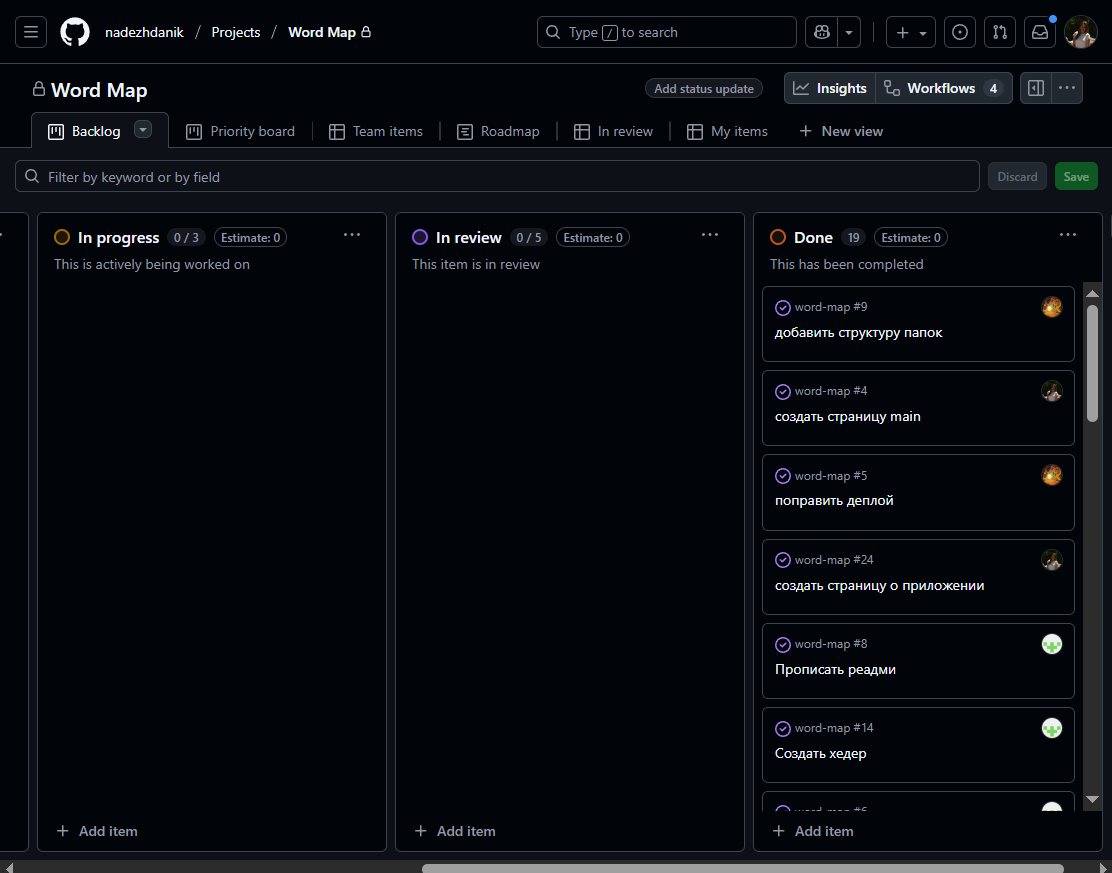 nadezhdanik / Projects / Word Map
Type / to search
Word Map
Add status update
Insights
Workflows 4
Backlog
Priority board
Team items
Roadmap
In review
My items
+ New view
Filter by keyword or by field
Discard
Save
In progress 0 / 3 Estimate: 0
This is actively being worked on
+ Add item
In review 0 / 5 Estimate: 0
This item is in review
+ Add item
Done 19 Estimate: 0
This has been completed
word-map #9
добавить структуру папок
word-map #4
создать страницу main
word-map #5
поправить деплой
word-map #24
создать страницу о приложении
word-map #8
Прописать реадми
word-map #14
Создать хедер
word-map #6
+ Add item